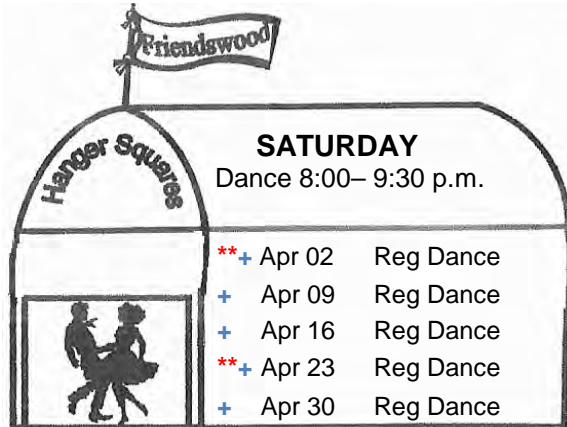 Friendswood
Hanger Squares
SATURDAY
Dance 8:00– 9:30 p.m.
**+ Apr 02 Reg Dance
+ Apr 09 Reg Dance
+ Apr 16 Reg Dance
**+ Apr 23 Reg Dance
+ Apr 30 Reg Dance